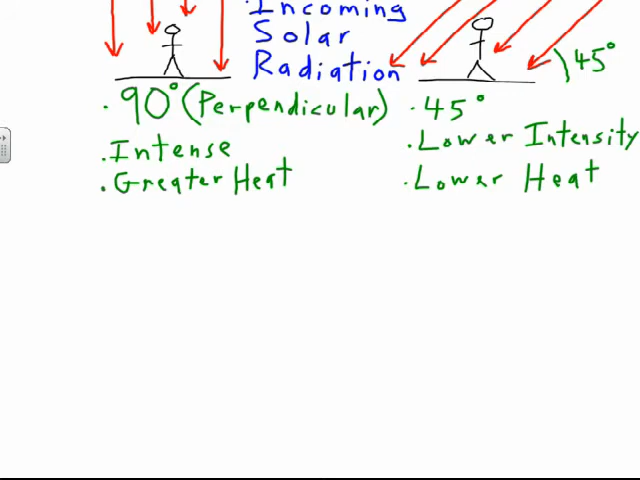 Incoming
Solar
Radiation
45°
· 90° (Perpendicular)
· Intense
· Greater Heat
· 45°
· Lower Intensity
· Lower Heat